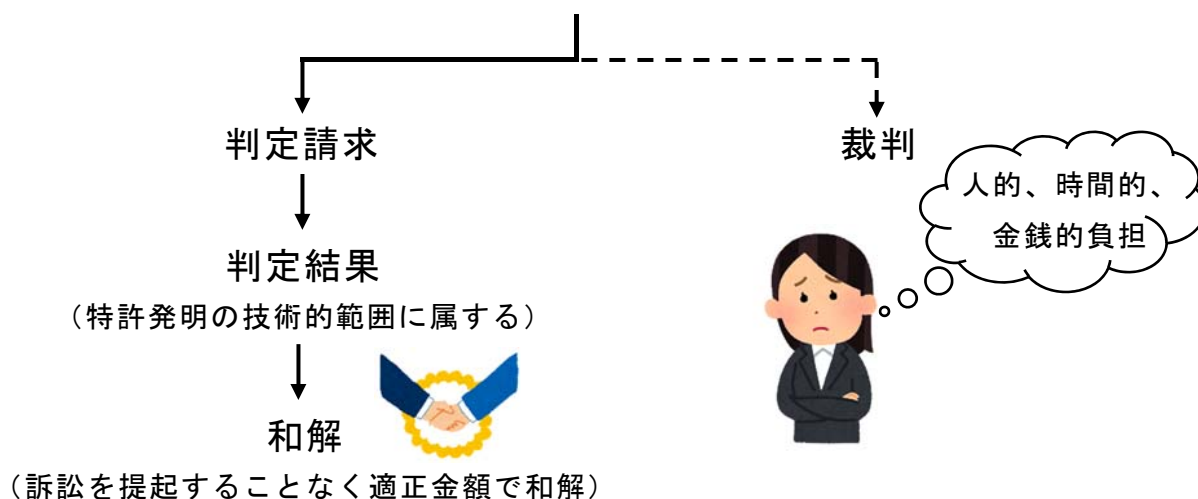 判定請求
裁判
人的、時間的、
金銭的負担
判定結果
（特許発明の技術的範囲に属する）
和解
（訴訟を提起することなく適正金額で和解）